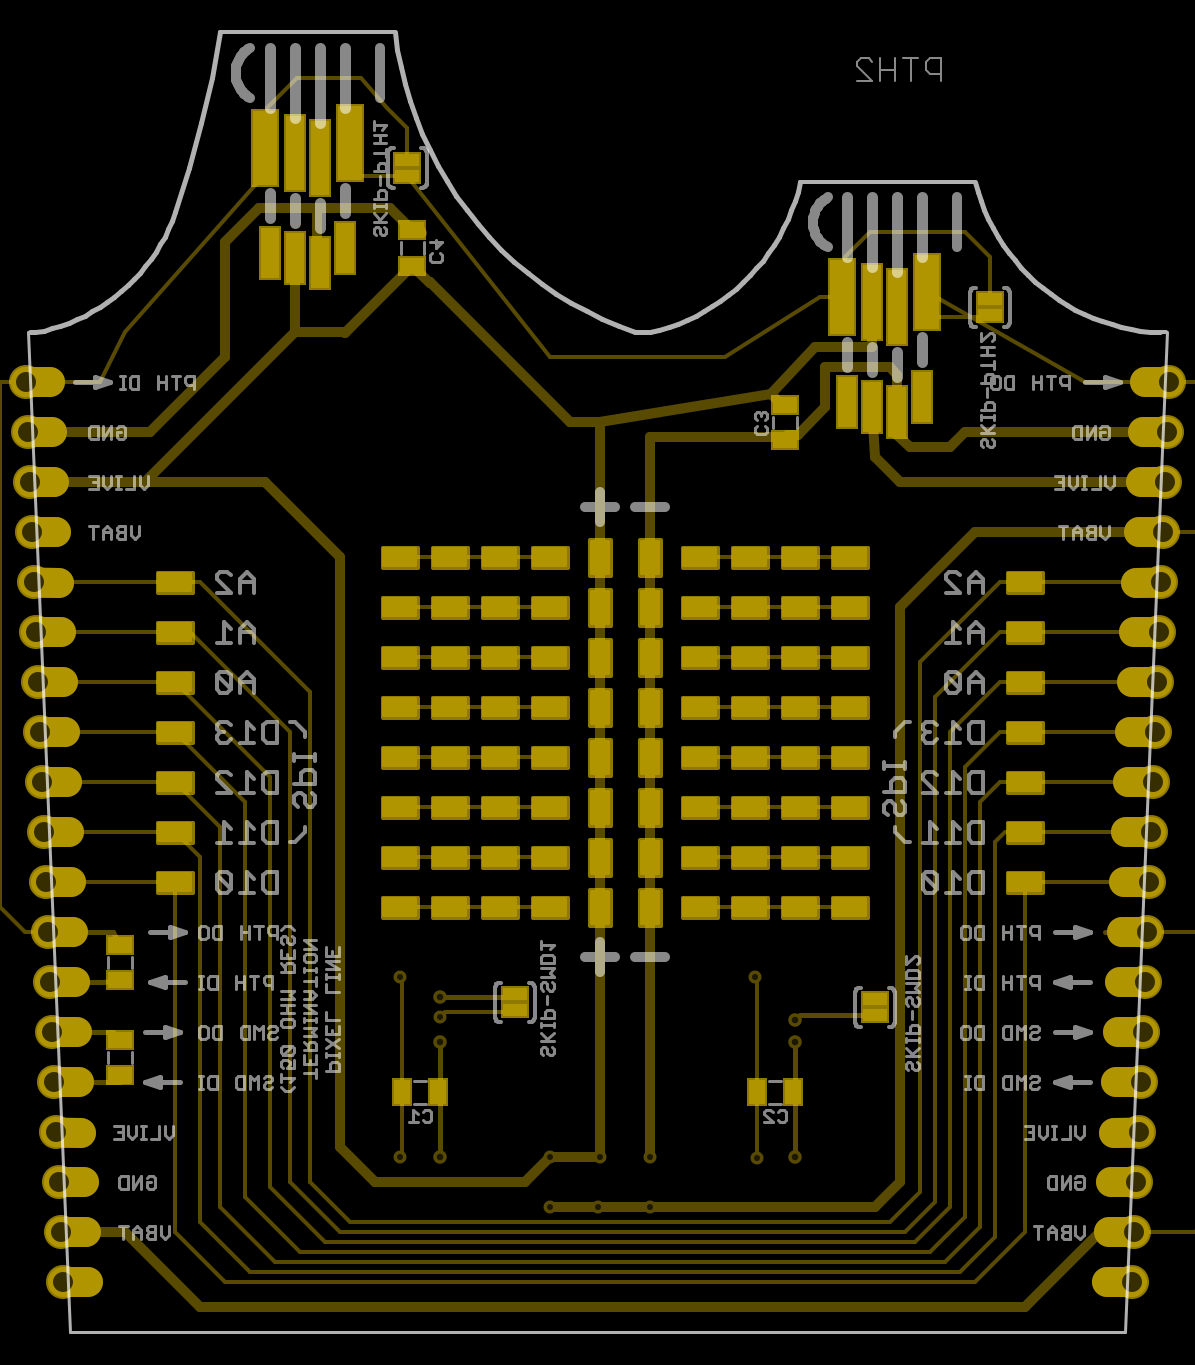 PTH2
SKIP-PTH1
C4
PTH DI
GND
VLIVE
VBAT
A2
A1
A0
D13
D12
D11
D10
(SPI)
PTH DO
PTH DI
SMD DO
SMD DI
VLIVE
GND
VBAT
PIXEL LINE
TERMINATION
(150 OHM RES)
SKIP-SMD1
C1
C3
SKIP-PTH2
PTH DO
GND
VLIVE
VBAT
A2
A1
A0
D13
D12
D11
D10
(SPI)
PTH DO
PTH DI
SMD DO
SMD DI
VLIVE
GND
VBAT
SKIP-SMD2
C2